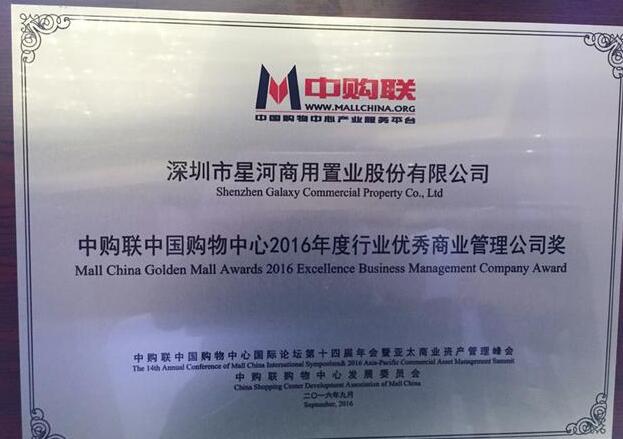 中购联
WWW.MALLCHINA.ORG
中国购物中心产业服务平台
深圳市星河商用置业股份有限公司
Shenzhen Galaxy Commercial Property Co., Ltd
中购联中国购物中心2016年度行业优秀商业管理公司奖
Mall China Golden Mall Awards 2016 Excellence Business Management Company Award
中购联中国购物中心国际论坛第十四届年会暨亚太商业资产管理峰会
The 14th Annual Conference of Mall China International Symposium& 2016 Asia-Pacific Commercial Asset Management Summit
中购联购物中心发展委员会
China Shopping Center Development Association of Mall China
二〇一六年九月
September, 2016